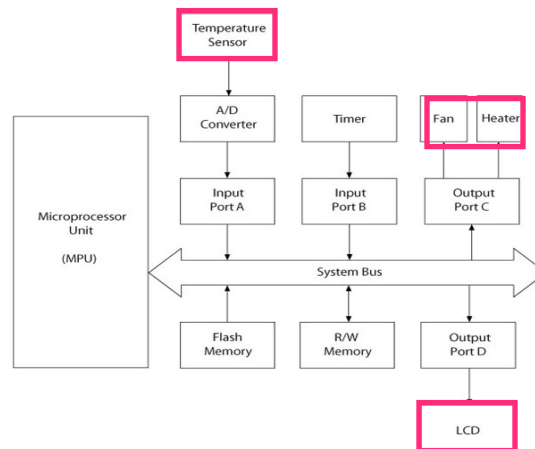 Temperature
Sensor
A/D
Converter
Timer
Fan
Heater
Input
Port A
Input
Port B
Output
Port C
Microprocessor
Unit
(MPU)
System Bus
Flash
Memory
R/W
Memory
Output
Port D
LCD